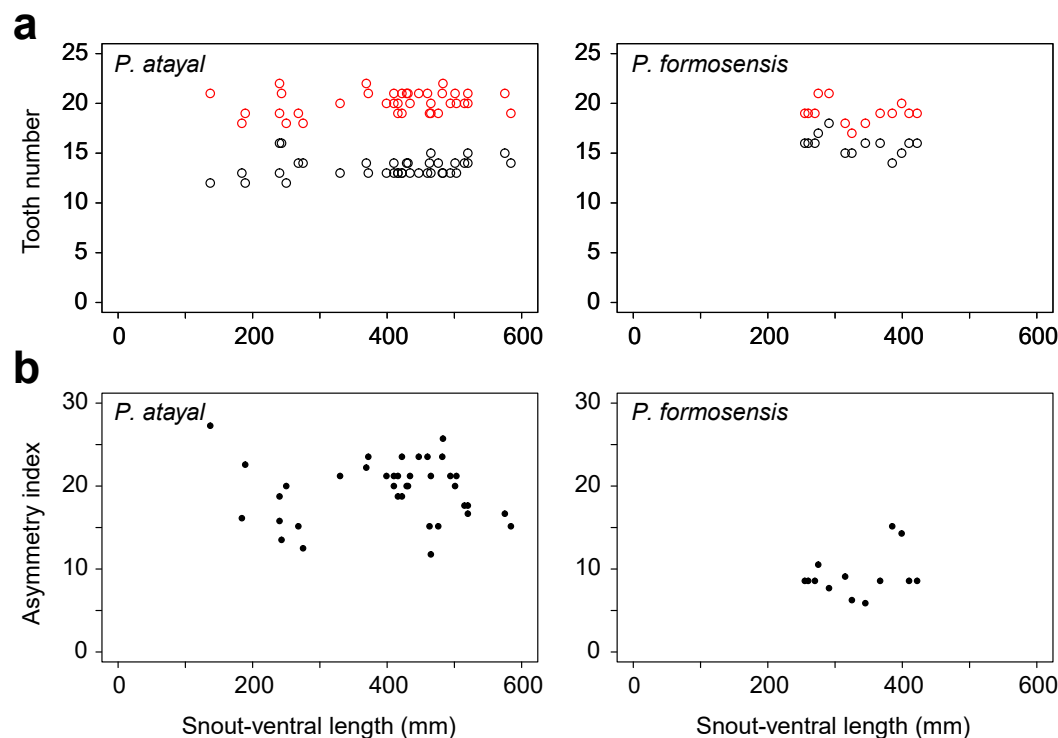 a
P. atayal
P. formosensis
Tooth number
25
20
15
10
5
0
0 200 400 600
0 200 400 600
b
P. atayal
P. formosensis
Asymmetry index
30
20
10
0
30
20
10
0
0 200 400 600
0 200 400 600
Snout-ventral length (mm)
Snout-ventral length (mm)